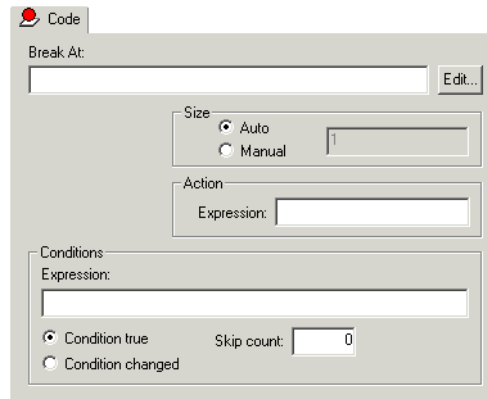 Code
Break At:
Edit...
Size
Auto
Manual
1
Action
Expression:
Conditions
Expression:
Condition true
Skip count: 0
Condition changed